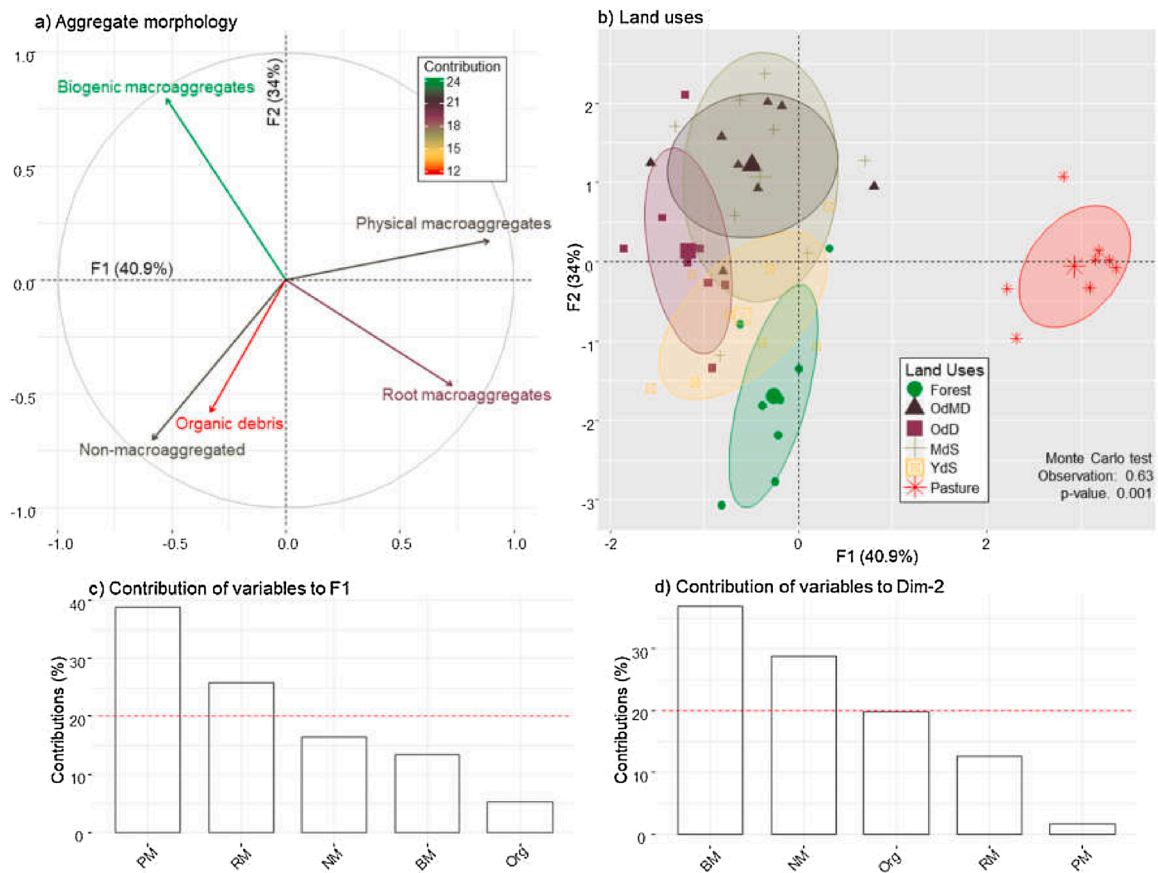 a) Aggregate morphology
1.0
0.5
0.0
-0.5
-1.0
Biogenic macroaggregates
F2 (34%)
Contribution
24
21
18
15
12
Physical macroaggregates
F1 (40.9%)
Root macroaggregates
Organic debris
Non-macroaggregated
-1.0
-0.5
0.0
0.5
1.0
b) Land uses
2
1
0
-1
-2
-3
F2 (34%)
Land Uses
Forest
OdMD
OdD
MdS
YdS
Pasture
Monte Carlo test
Observation: 0.63
p-value. 0.001
-2
0
2
F1 (40.9%)
c) Contribution of variables to F1
Contributions (%)
40
30
20
10
0
PM
RM
NM
BM
Org
d) Contribution of variables to Dim-2
Contributions (%)
30
20
10
0
BM
NM
Org
RM
PM